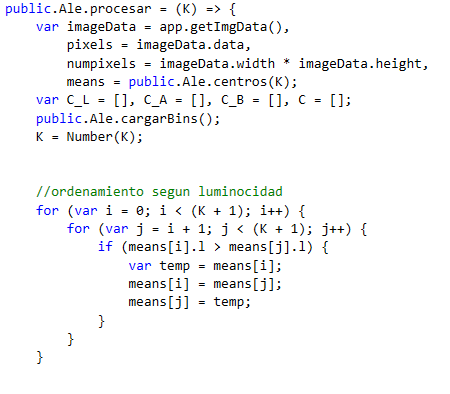 public.Ale.procesar = (K) => {
    var imageData = app.getImgData(),
        pixels = imageData.data,
        numpixels = imageData.width * imageData.height,
        means = public.Ale.centros(K);
    var C_L = [], C_A = [], C_B = [], C = [];
    public.Ale.cargarBins();
    K = Number(K);
    //ordenamiento segun luminocidad
    for (var i = 0; i < (K + 1); i++) {
        for (var j = i + 1; j < (K + 1); j++) {
            if (means[i].l > means[j].l) {
                var temp = means[i];
                means[i] = means[j];
                means[j] = temp;
            }
        }
    }